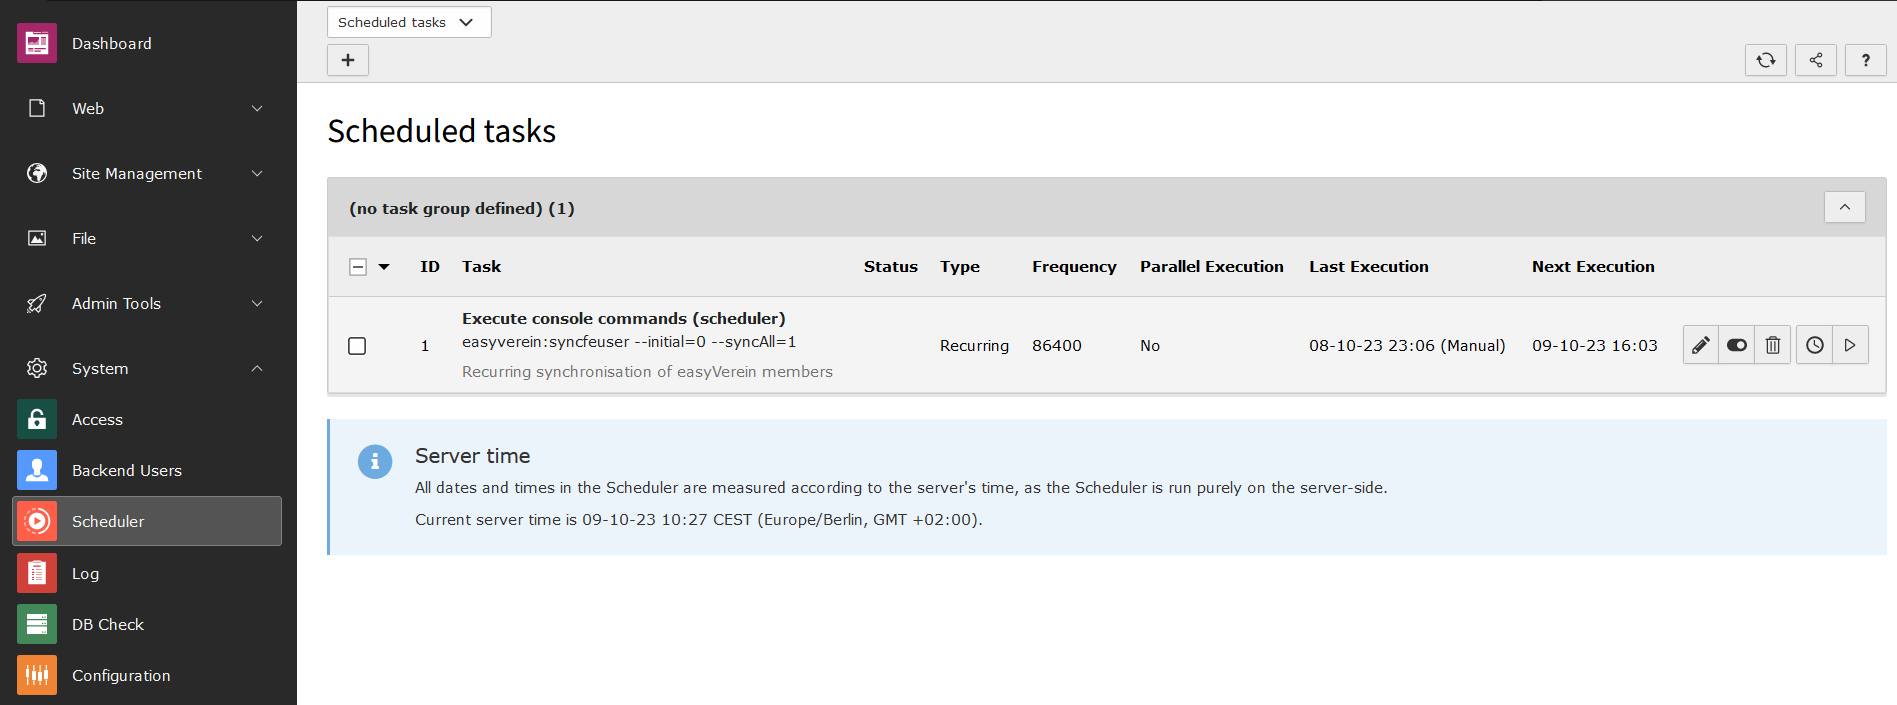 Dashboard
Web
Site Management
File
Admin Tools
System
Access
Backend Users
Scheduler
Log
DB Check
Configuration
Scheduled tasks
+
?
Scheduled tasks
(no task group defined) (1)
ID Task Status Type Frequency Parallel Execution Last Execution Next Execution
Execute console commands (scheduler)
1 easyverein:syncfeuser --initial=0 --syncAll=1 Recurring 86400 No 08-10-23 23:06 (Manual) 09-10-23 16:03
Recurring synchronisation of easyVerein members
Server time
All dates and times in the Scheduler are measured according to the server's time, as the Scheduler is run purely on the server-side.
Current server time is 09-10-23 10:27 CEST (Europe/Berlin, GMT +02:00).